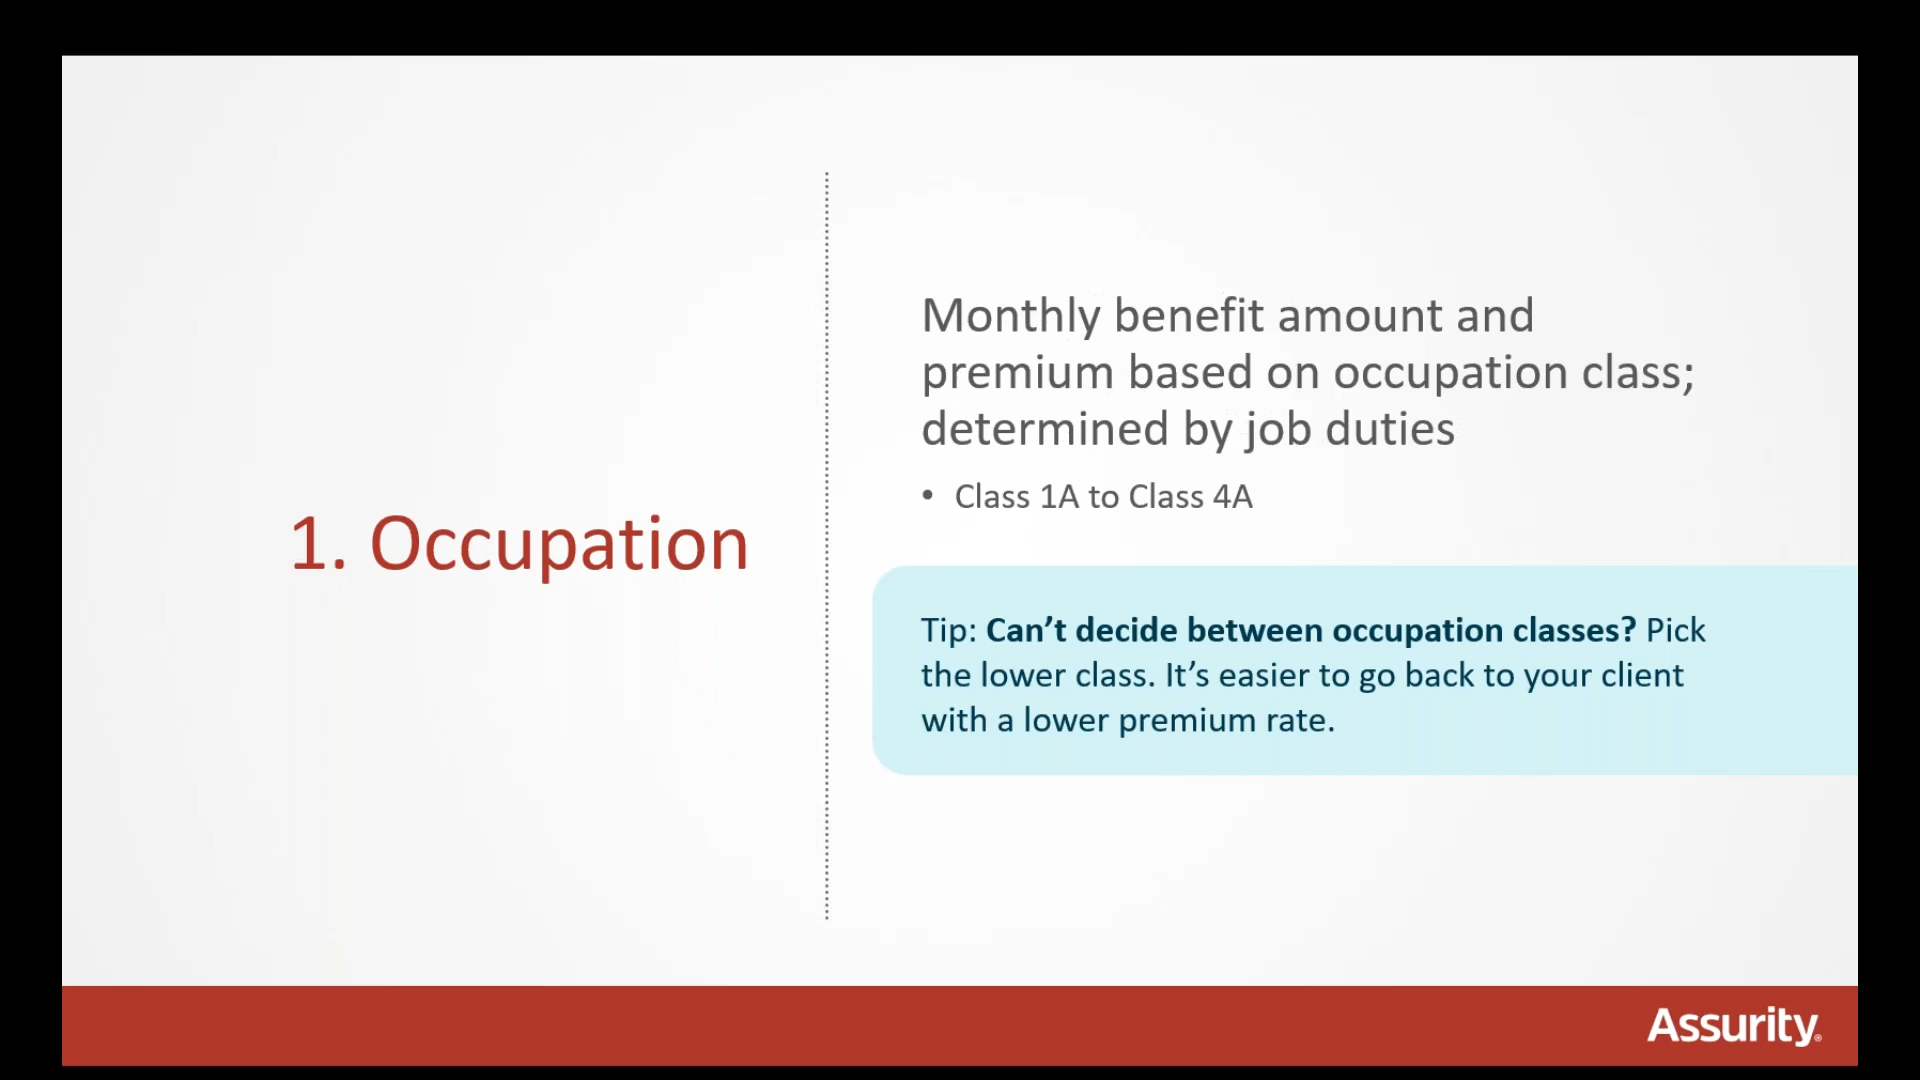 1. Occupation
Monthly benefit amount and
premium based on occupation class;
determined by job duties
• Class 1A to Class 4A
Tip: Can’t decide between occupation classes? Pick
the lower class. It’s easier to go back to your client
with a lower premium rate.
Assurity®